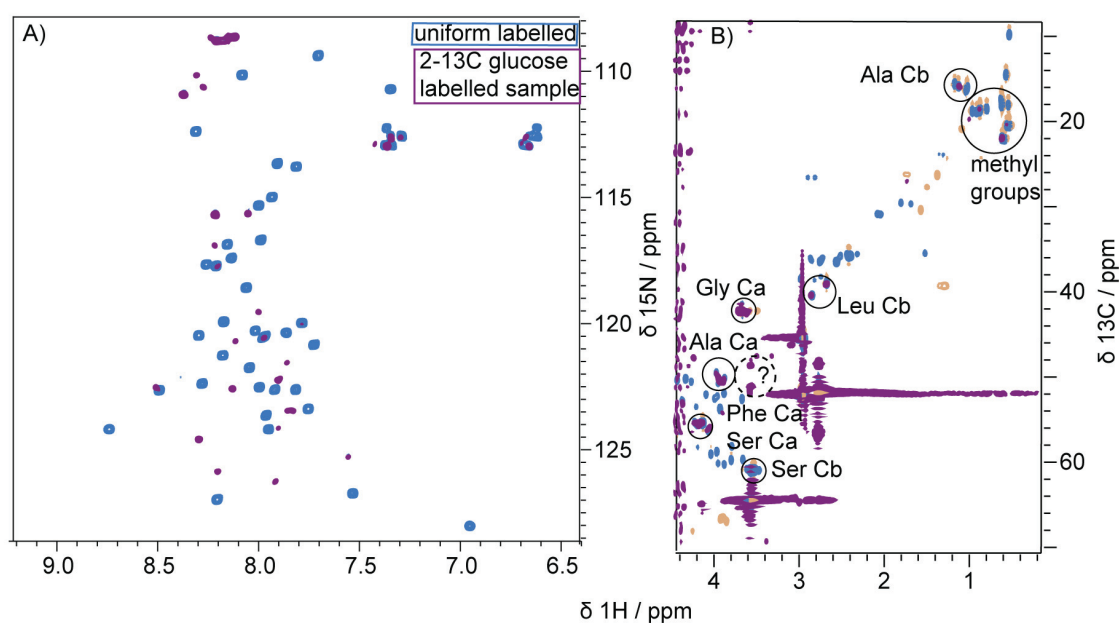 A)
uniform labelled
2-13C glucose
labelled sample
110
115
120
125
δ 15N / ppm
9.0 8.5 8.0 7.5 7.0 6.5
B)
Ala Cb
methyl
groups
Gly Ca
Leu Cb
Ala Ca
?
Phe Ca
Ser Ca
Ser Cb
20
40
60
δ 13C / ppm
4 3 2 1
δ 1H / ppm